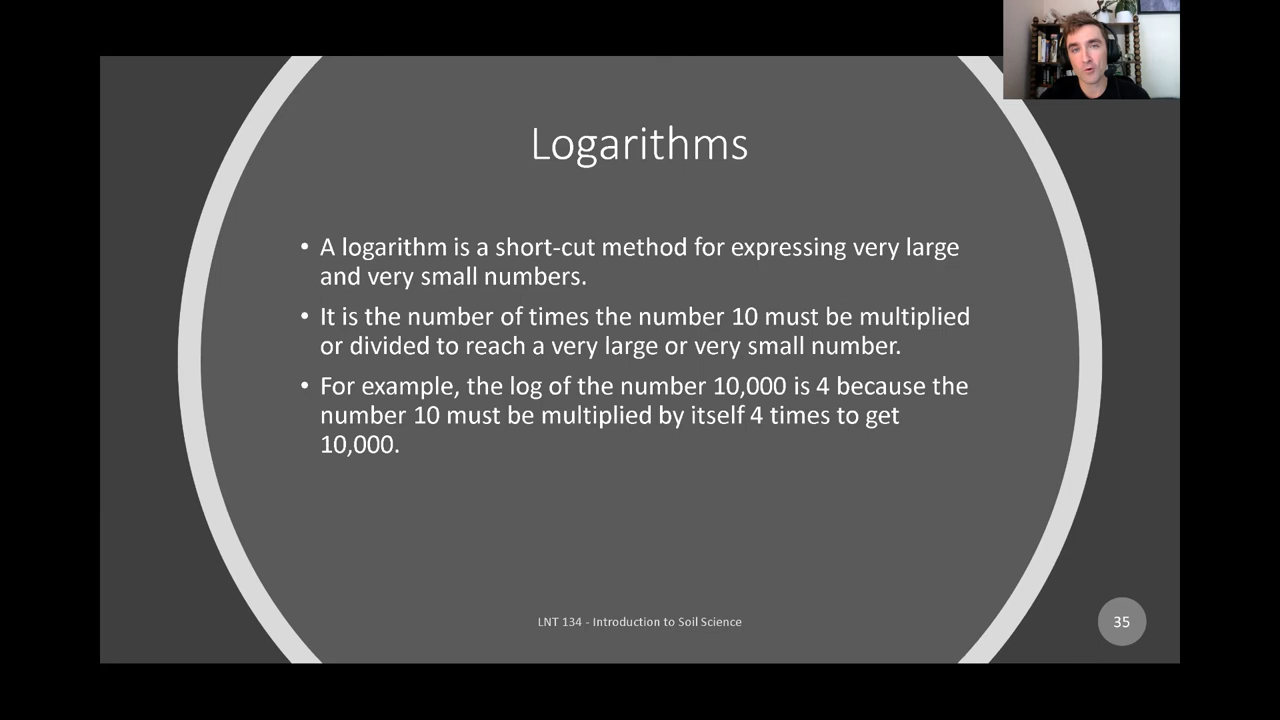 Logarithms
• A logarithm is a short-cut method for expressing very large
and very small numbers.
• It is the number of times the number 10 must be multiplied
or divided to reach a very large or very small number.
• For example, the log of the number 10,000 is 4 because the
number 10 must be multiplied by itself 4 times to get
10,000.
LNT 134 - Introduction to Soil Science
35